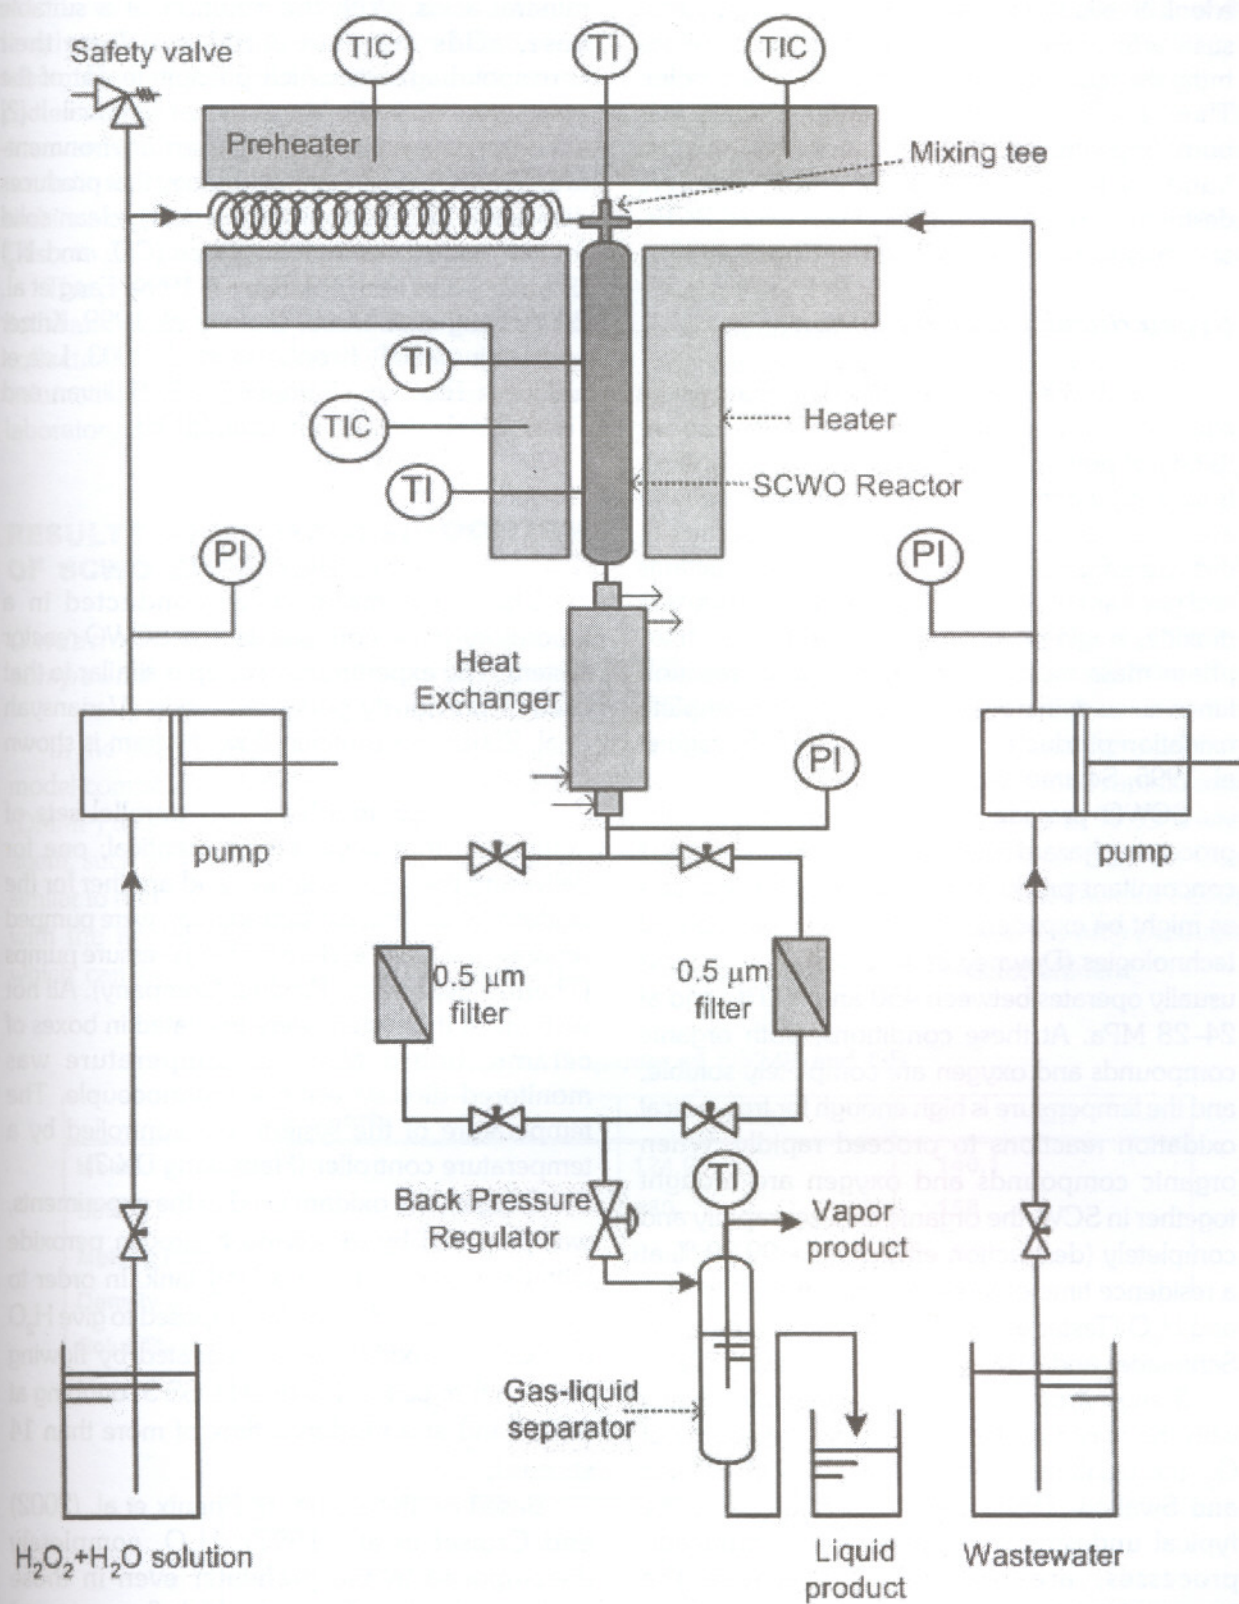 Safety valve
TIC
TI
TIC
Preheater
Mixing tee
TI
TIC
Heater
TI
SCWO Reactor
PI
PI
Heat
Exchanger
PI
pump
pump
0.5 μm
filter
0.5 μm
filter
TI
Back Pressure
Regulator
Vapor
product
Gas-liquid
separator
H₂O₂+H₂O solution
Liquid
product
Wastewater